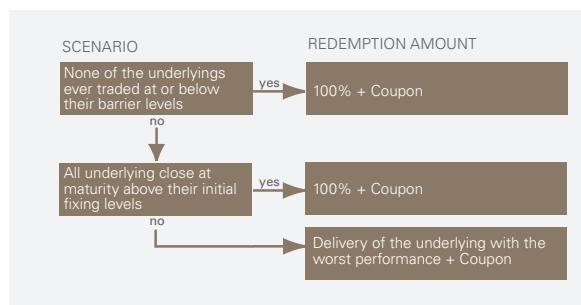 SCENARIO
REDEMPTION AMOUNT
None of the underlyings
ever traded at or below
their barrier levels
yes
100% + Coupon
no
All underlying close at
maturity above their initial
fixing levels
yes
100% + Coupon
no
Delivery of the underlying with the
worst performance + Coupon